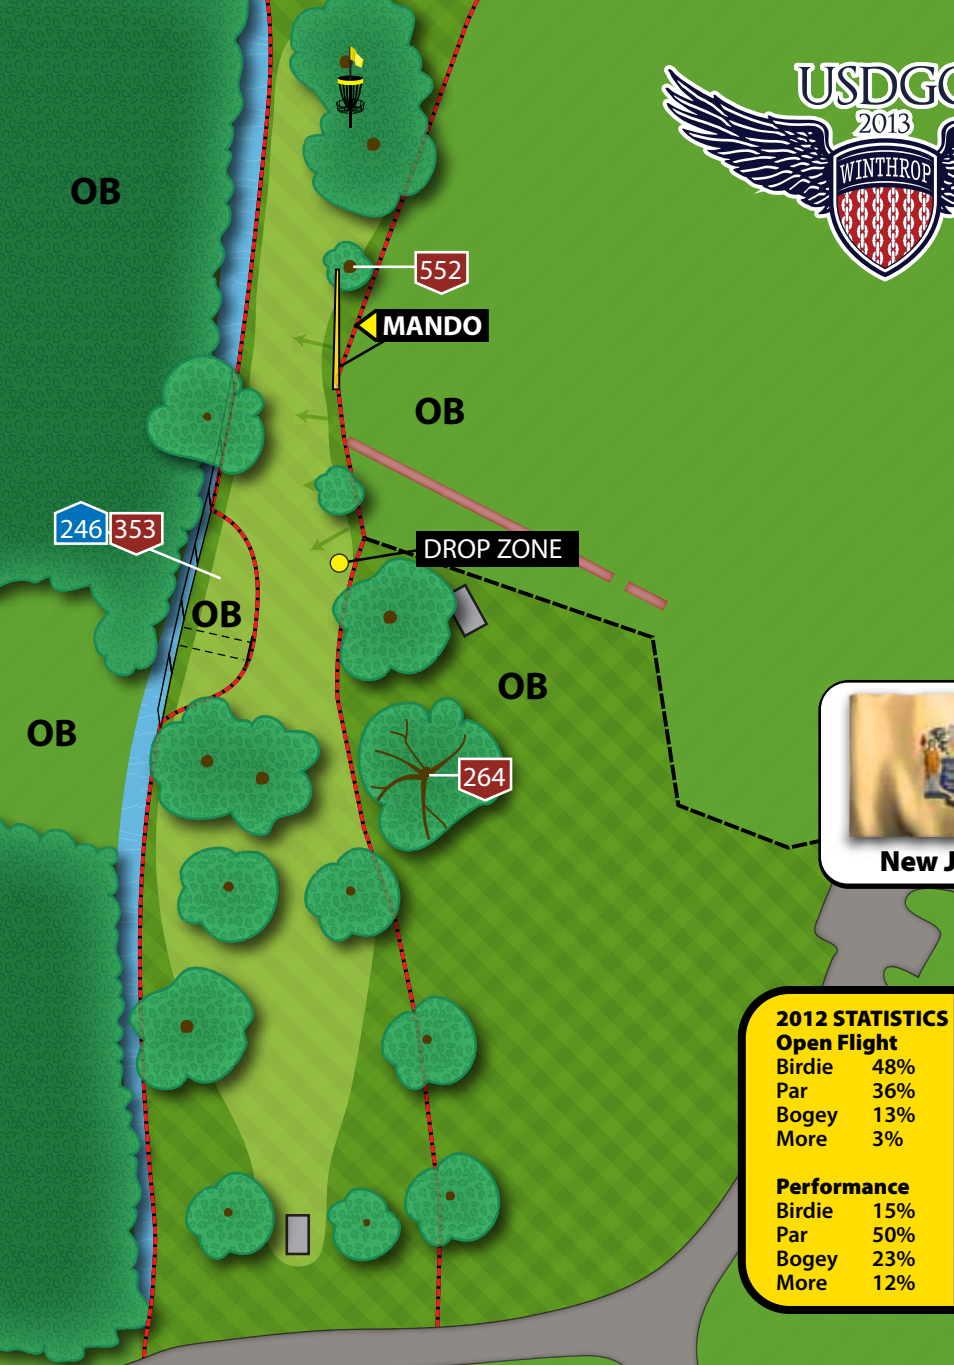 USDGC
2013
WINTHROP
OB
552
MANDO
OB
246 353
DROP ZONE
OB
OB
OB
264
New J
2012 STATISTICS
Open Flight
Birdie 48%
Par 36%
Bogey 13%
More 3%
Performance
Birdie 15%
Par 50%
Bogey 23%
More 12%